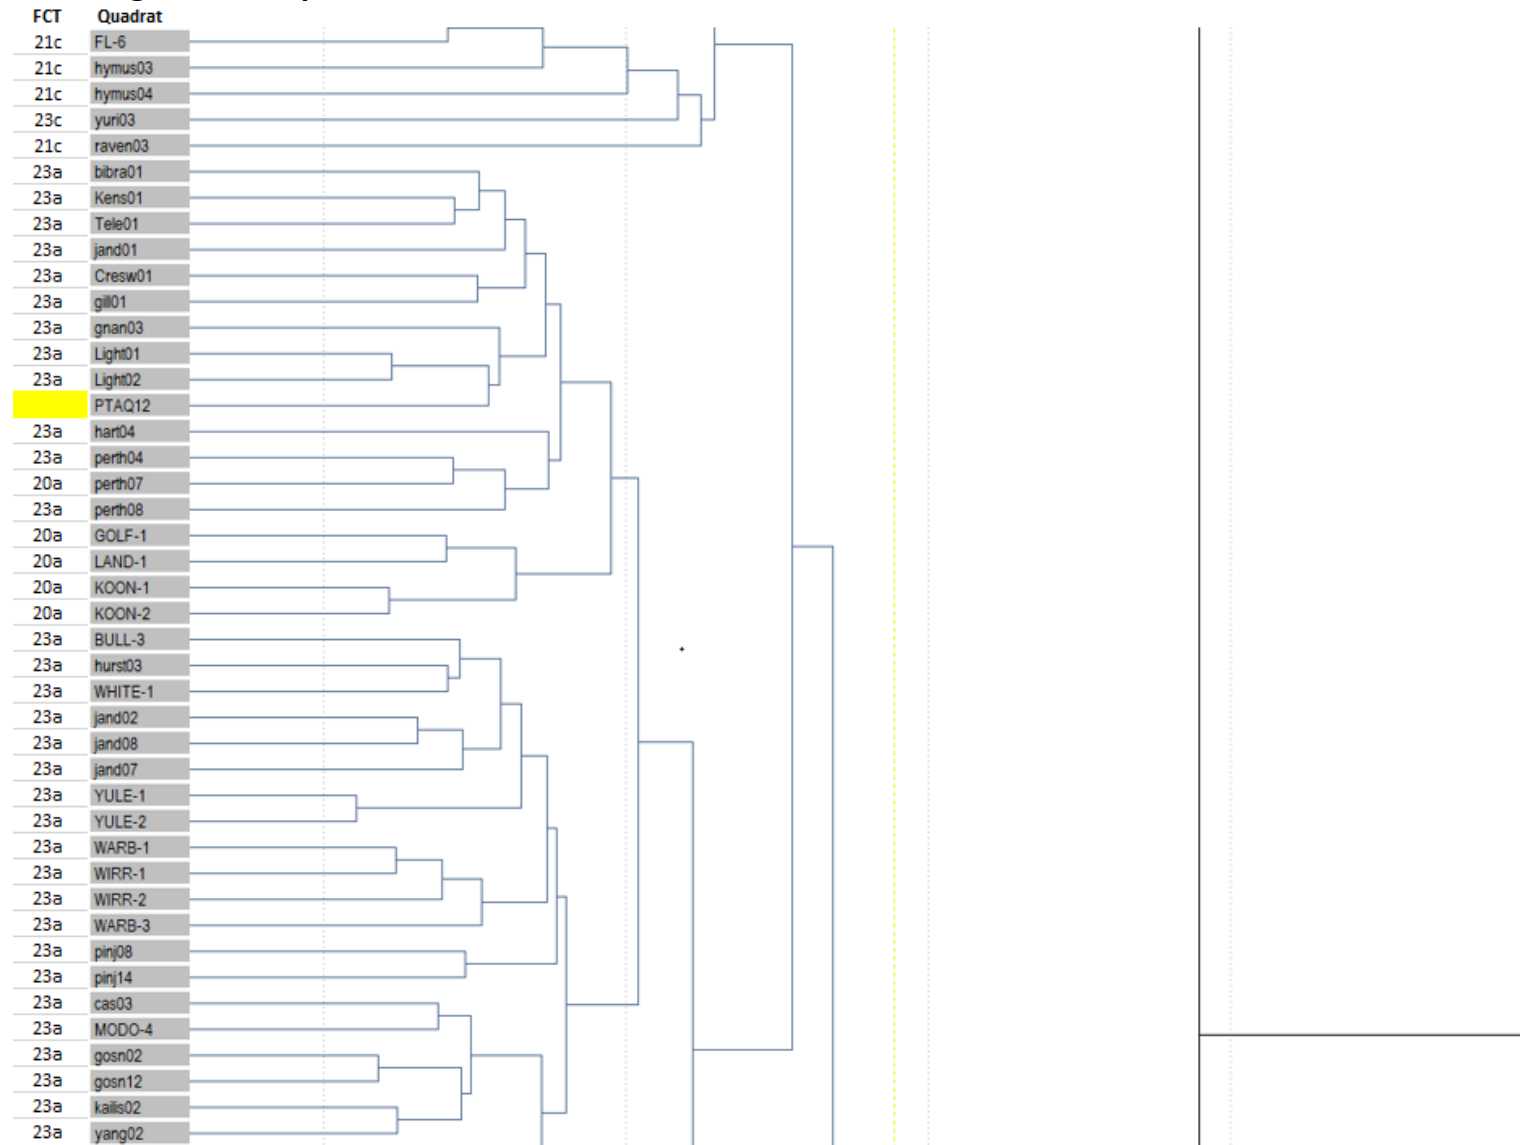 FCT Quadrat
21c FL-6
21c hymus03
21c hymus04
23c yuri03
21c raven03
23a bibra01
23a Kens01
23a Tele01
23a jand01
23a Cresw01
23a gill01
23a gnan03
23a Light01
23a Light02
PTAQ12
23a hart04
23a perth04
20a perth07
23a perth08
20a GOLF-1
20a LAND-1
20a KOON-1
20a KOON-2
23a BULL-3
23a hurst03
23a WHITE-1
23a jand02
23a jand08
23a jand07
23a YULE-1
23a YULE-2
23a WARB-1
23a WIRR-1
23a WIRR-2
23a WARB-3
23a pinj08
23a pinj14
23a cas03
23a MODO-4
23a gosn02
23a gosn12
23a kailis02
23a yang02